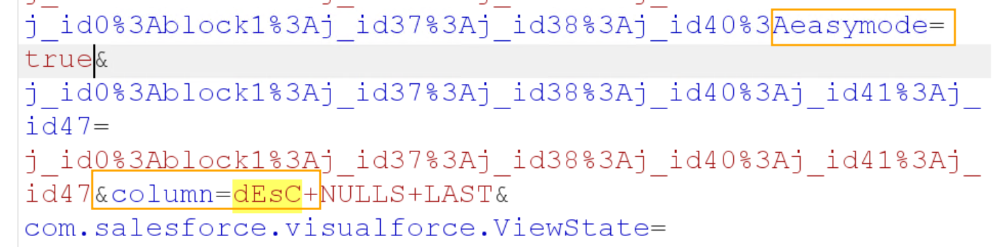 j_id0%3Ablock1%3Aj_id37%3Aj_id38%3Aj_id40%3Aeasymode=
true&
j_id0%3Ablock1%3Aj_id37%3Aj_id38%3Aj_id40%3Aj_id41%3Aj_
id47=
j_id0%3Ablock1%3Aj_id37%3Aj_id38%3Aj_id40%3Aj_id41%3Aj_
id47&column=dEsC+NULLS+LAST&
com.salesforce.visualforce.ViewState=